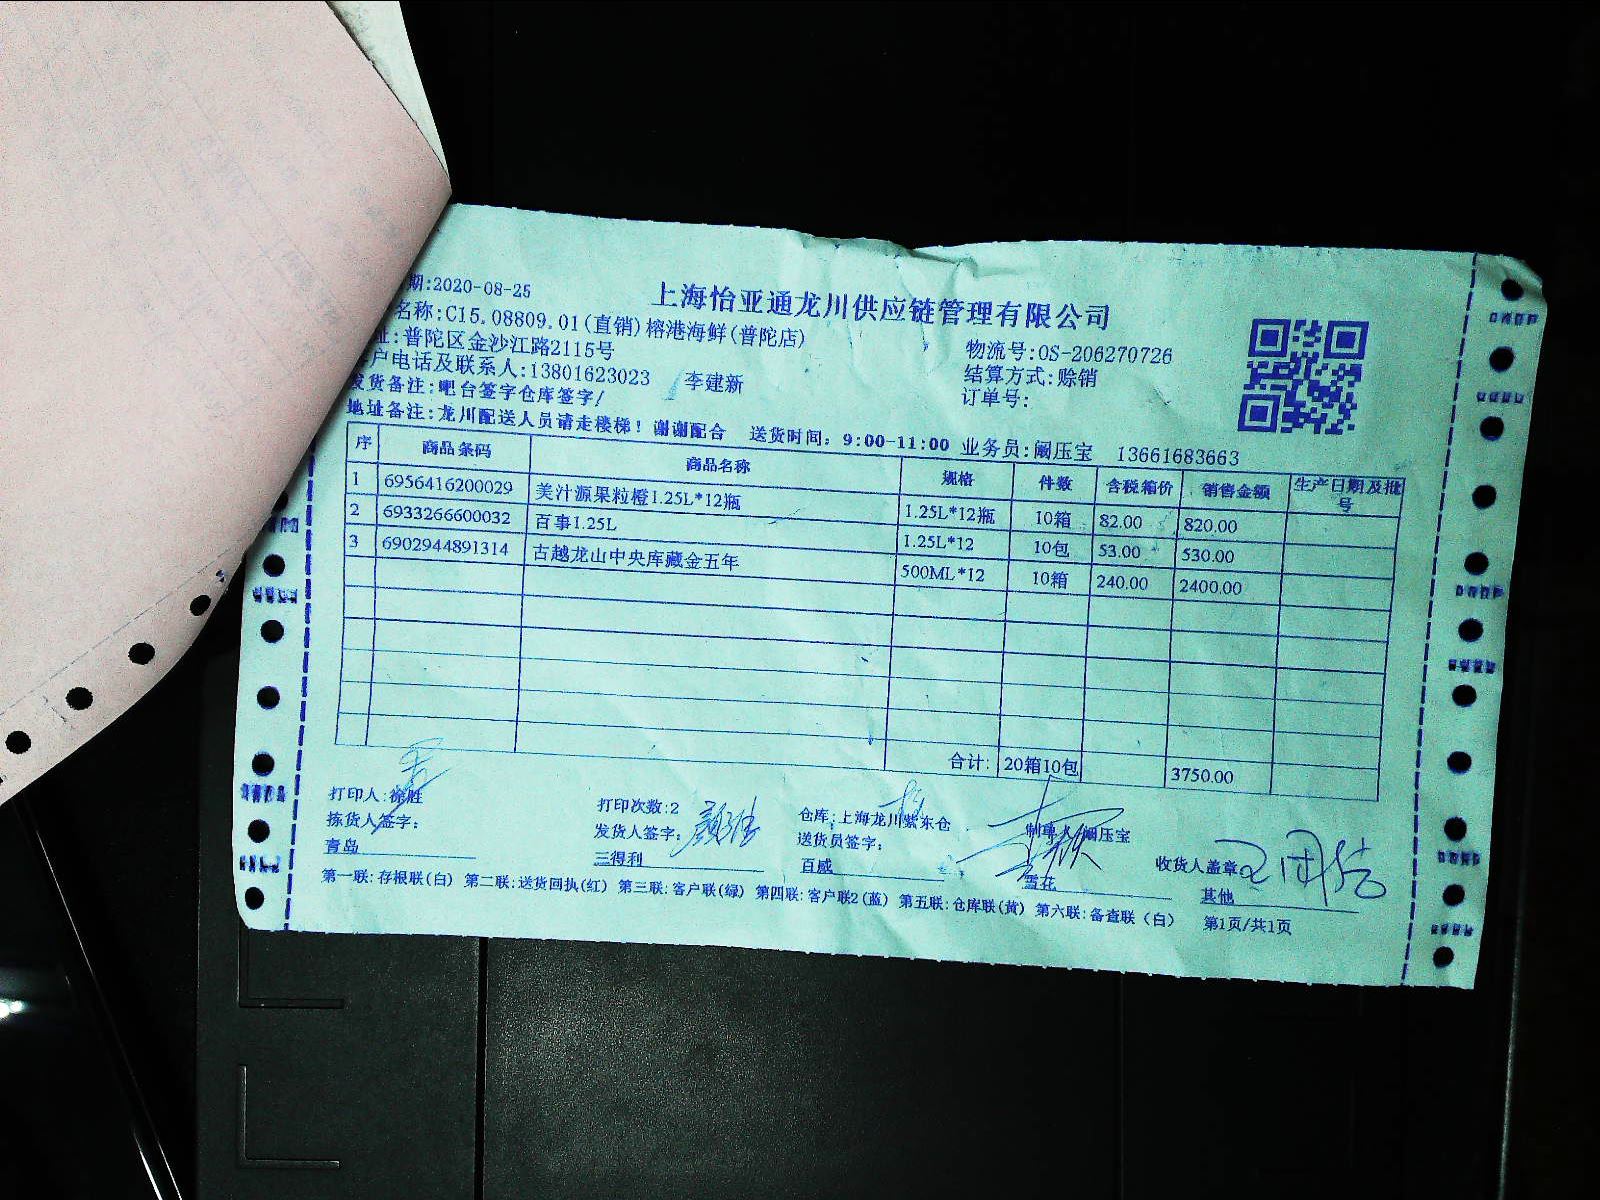 期:2020-08-25
上海怡亚通龙川供应链管理有限公司
名称:C15.08809.01(直销)榕港海鲜(普陀店)
址:普陀区金沙江路2115号
户电话及联系人:13801623023 李建新
发货备注:吧台签字仓库签字/
地址备注:龙川配送人员请走楼梯！谢谢配合 送货时间：9:00-11:00 业务员:阚压宝 13661683663
物流号:OS-206270726
结算方式:赊销
订单号:
序 商品条码 商品名称 规格 件数 含税箱价 销售金额 生产日期及批号
1 6956416200029 美汁源果粒橙1.25L*12瓶 1.25L*12瓶 10箱 82.00 820.00
2 6933266600032 百事1.25L 1.25L*12 10包 53.00 530.00
3 6902944891314 古越龙山中央库藏金五年 500ML*12 10箱 240.00 2400.00
合计: 20箱10包 3750.00
打印人:徐胜 打印次数:2 仓库:上海龙川紫东仓 制单人:阚压宝
拣货人签字: 发货人签字: 送货员签字: 收货人盖章
青岛 三得利 百威 雪花 其他
第一联:存根联(白) 第二联:送货回执(红) 第三联:客户联(绿) 第四联:客户联2(蓝) 第五联:仓库联(黄) 第六联:备查联（白） 第1页/共1页